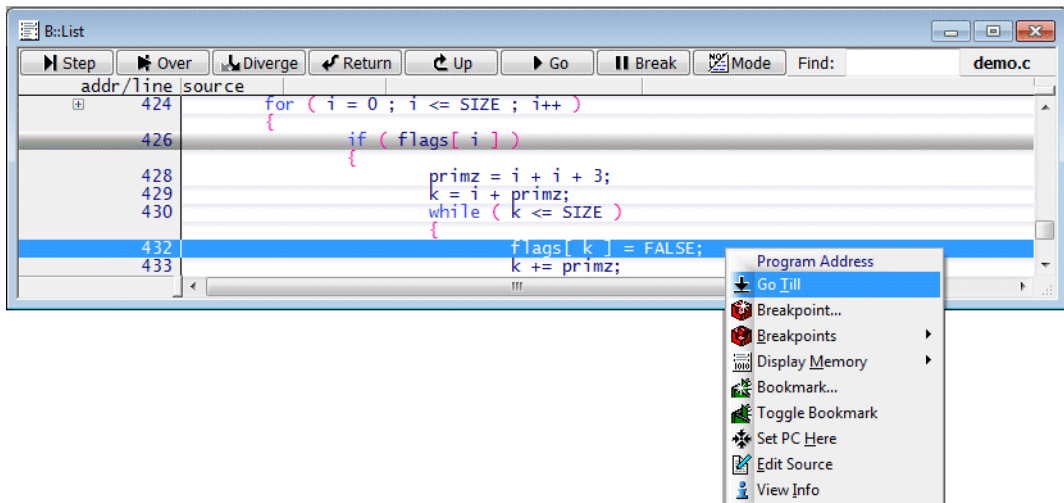 B::List
Step Over Diverge Return Up Go Break Mode Find: demo.c
addr/line source
424 for ( i = 0 ; i <= SIZE ; i++ )
{
426 if ( flags[ i ] )
{
428 primz = i + i + 3;
429 k = i + primz;
430 while ( k <= SIZE )
{
432 flags[ k ] = FALSE;
433 k += primz;
Program Address
Go Till
Breakpoint...
Breakpoints
Display Memory
Bookmark...
Toggle Bookmark
Set PC Here
Edit Source
View Info